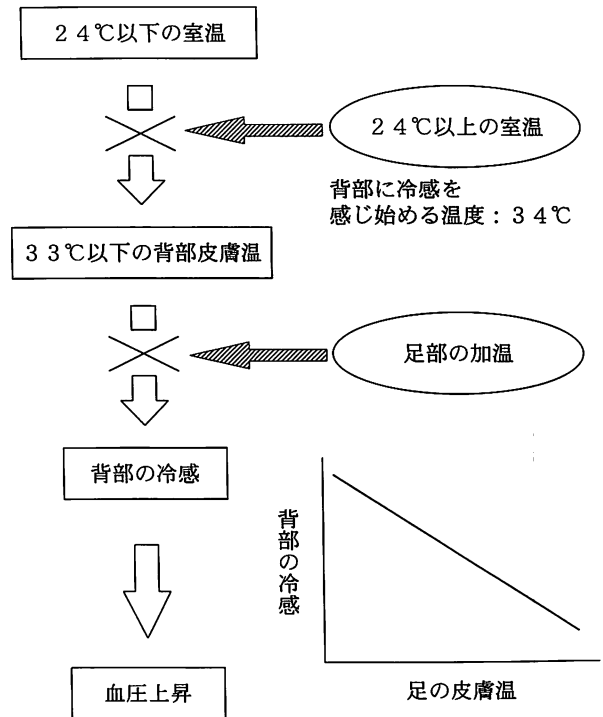 ２４℃以下の室温
２４℃以上の室温
背部に冷感を
感じ始める温度：３４℃
３３℃以下の背部皮膚温
足部の加温
背部の冷感
背部の冷感
血圧上昇
足の皮膚温